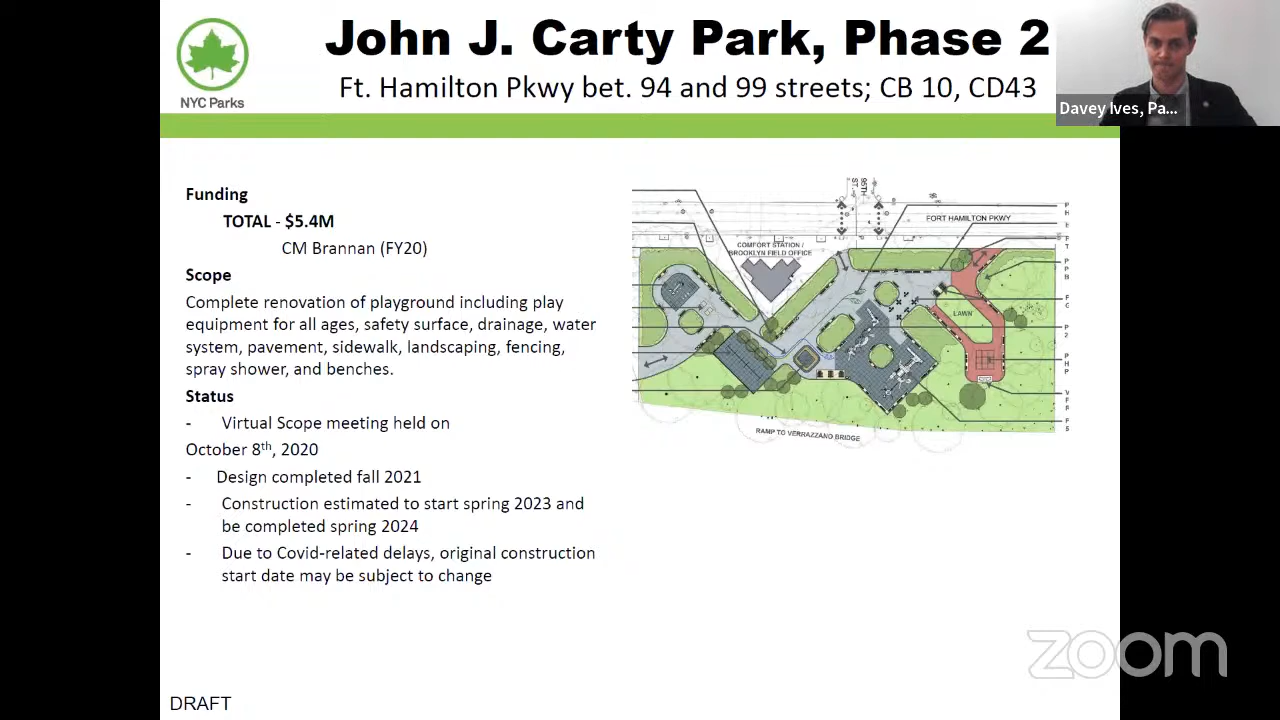 John J. Carty Park, Phase 2
Ft. Hamilton Pkwy bet. 94 and 99 streets; CB 10, CD43
NYC Parks
Davey Ives, Pa...
Funding
TOTAL - $5.4M
CM Brannan (FY20)
Scope
Complete renovation of playground including play
equipment for all ages, safety surface, drainage, water
system, pavement, sidewalk, landscaping, fencing,
spray shower, and benches.
Status
- Virtual Scope meeting held on
October 8th, 2020
- Design completed fall 2021
- Construction estimated to start spring 2023 and
be completed spring 2024
- Due to Covid-related delays, original construction
start date may be subject to change
95TH
ST
FORT HAMILTON PKWY
COMFORT STATION /
BROOKLYN FIELD OFFICE
LAWN
RAMP TO VERRAZZANO BRIDGE
zoom
DRAFT